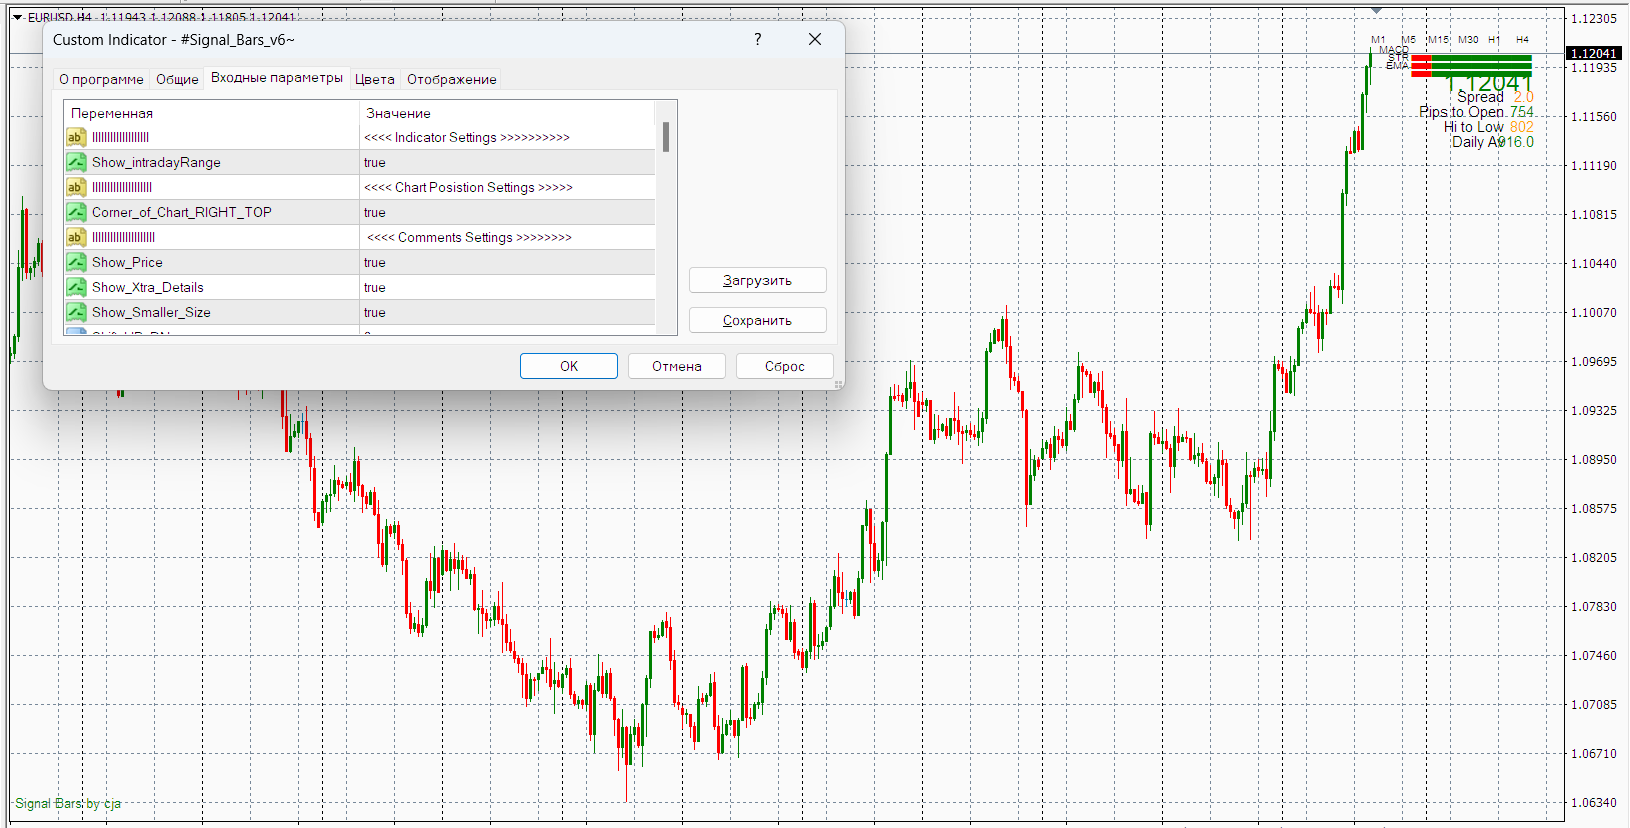 EURUSD,H4 1.11943 1.12088 1.11805 1.12041
Custom Indicator - #Signal_Bars_v6~
?
О программе
Общие
Входные параметры
Цвета
Отображение
Переменная Значение
<<<< Indicator Settings >>>>>>>>>>
Show_intradayRange true
<<<< Chart Posistion Settings >>>>>
Corner_of_Chart_RIGHT_TOP true
<<<< Comments Settings >>>>>>>>
Show_Price true
Show_Xtra_Details true
Show_Smaller_Size true
Загрузить
Сохранить
OK
Отмена
Сброс
M1 M5 M15 M30 H1 H4
MACD
STR
EMA
1.12041
Spread 2.0
Pips to Open 754
Hi to Low 802
Daily Av 916.0
1.12305
1.12041
1.11935
1.11560
1.11190
1.10815
1.10440
1.10070
1.09695
1.09325
1.08950
1.08575
1.08205
1.07830
1.07460
1.07085
1.06710
1.06340
Signal Bars by cja